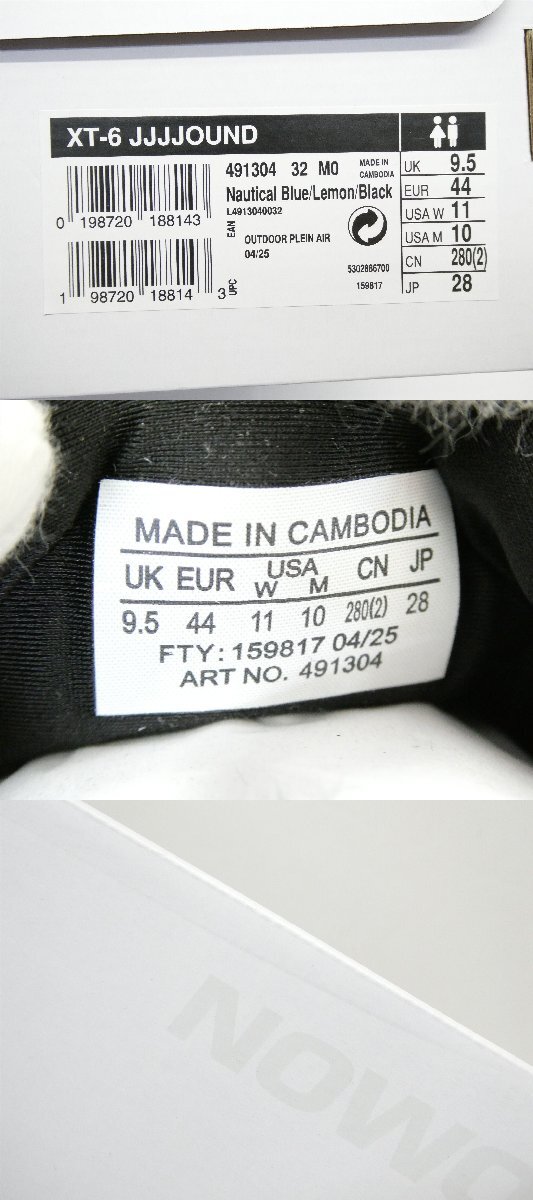 XT-6 JJJJOUND
491304 32 M0 MADE IN CAMBODIA
Nautical Blue/Lemon/Black
L4913040032
0 198720 188143
EAN
OUTDOOR PLEIN AIR
04/25
5302866700
159817
1 98720 18814 3
UPC
UK 9.5
EUR 44
USA W 11
USA M 10
CN 280(2)
JP 28
MADE IN CAMBODIA
UK EUR USA W M CN JP
9.5 44 11 10 280(2) 28
FTY: 159817 04/25
ART NO. 491304